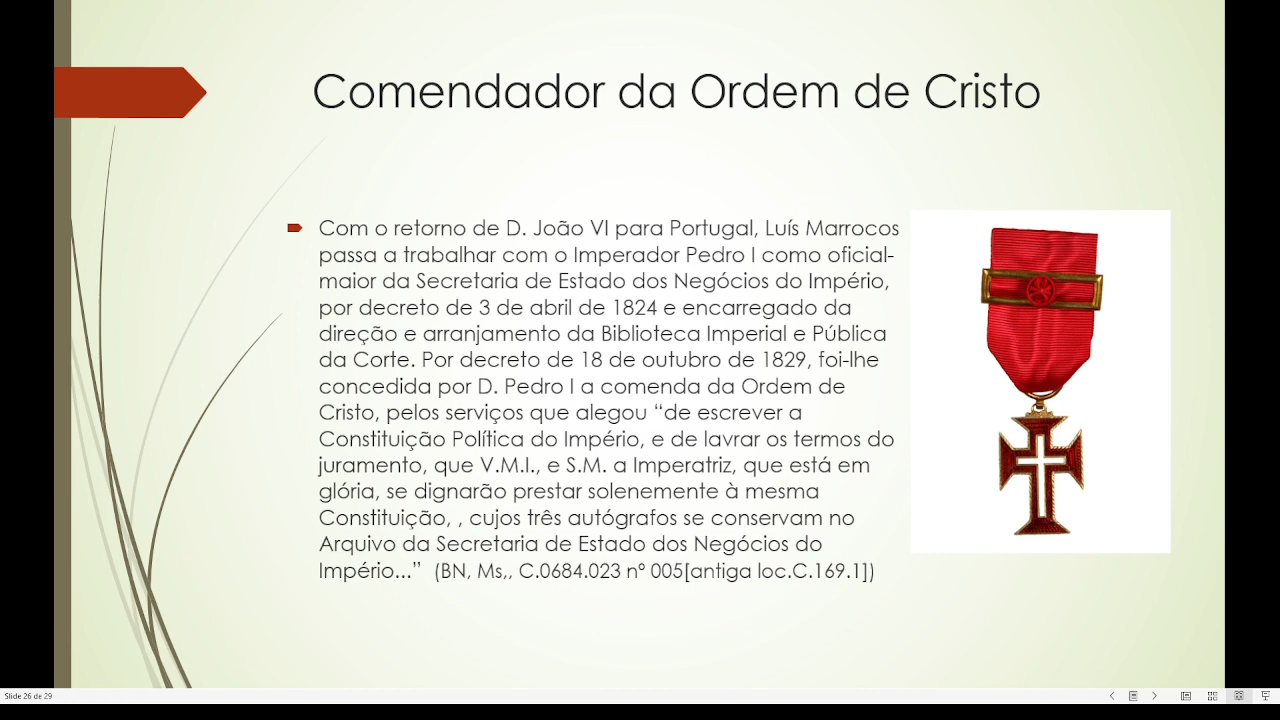 Comendador da Ordem de Cristo
Com o retorno de D. João VI para Portugal, Luís Marrocos
passa a trabalhar com o Imperador Pedro I como oficial-
maior da Secretaria de Estado dos Negócios do Império,
por decreto de 3 de abril de 1824 e encarregado da
direção e arranjamento da Biblioteca Imperial e Pública
da Corte. Por decreto de 18 de outubro de 1829, foi-lhe
concedida por D. Pedro I a comenda da Ordem de
Cristo, pelos serviços que alegou “de escrever a
Constituição Política do Império, e de lavrar os termos do
juramento, que V.M.I., e S.M. a Imperatriz, que está em
glória, se dignarão prestar solenemente à mesma
Constituição, , cujos três autógrafos se conservam no
Arquivo da Secretaria de Estado dos Negócios do
Império...” (BN, Ms,, C.0684.023 nº 005[antiga loc.C.169.1])
Slide 26 de 29